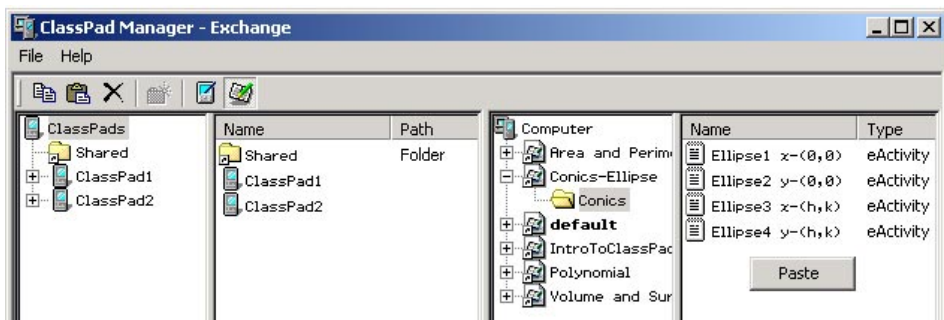 ClassPad Manager - Exchange
File Help
ClassPads
Shared
ClassPad1
ClassPad2
Name Path
Shared Folder
ClassPad1
ClassPad2
Computer
Area and Perim
Conics-Ellipse
Conics
default
IntroToClassPad
Polynomial
Volume and Sur
Name Type
Ellipse1 x-(0,0) eActivity
Ellipse2 y-(0,0) eActivity
Ellipse3 x-(h,k) eActivity
Ellipse4 y-(h,k) eActivity
Paste